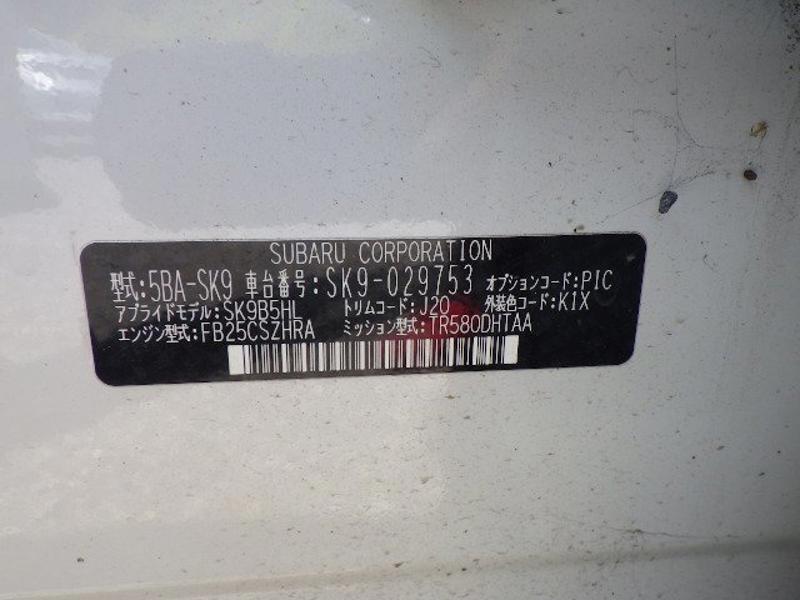 SUBARU CORPORATION
型式:5BA-SK9 車台番号:SK9-029753 オプションコード:PIC
アプライドモデル:SK9B5HL トリムコード:J20 外装色コード:K1X
エンジン型式:FB25CSZHRA ミッション型式:TR580DHTAA